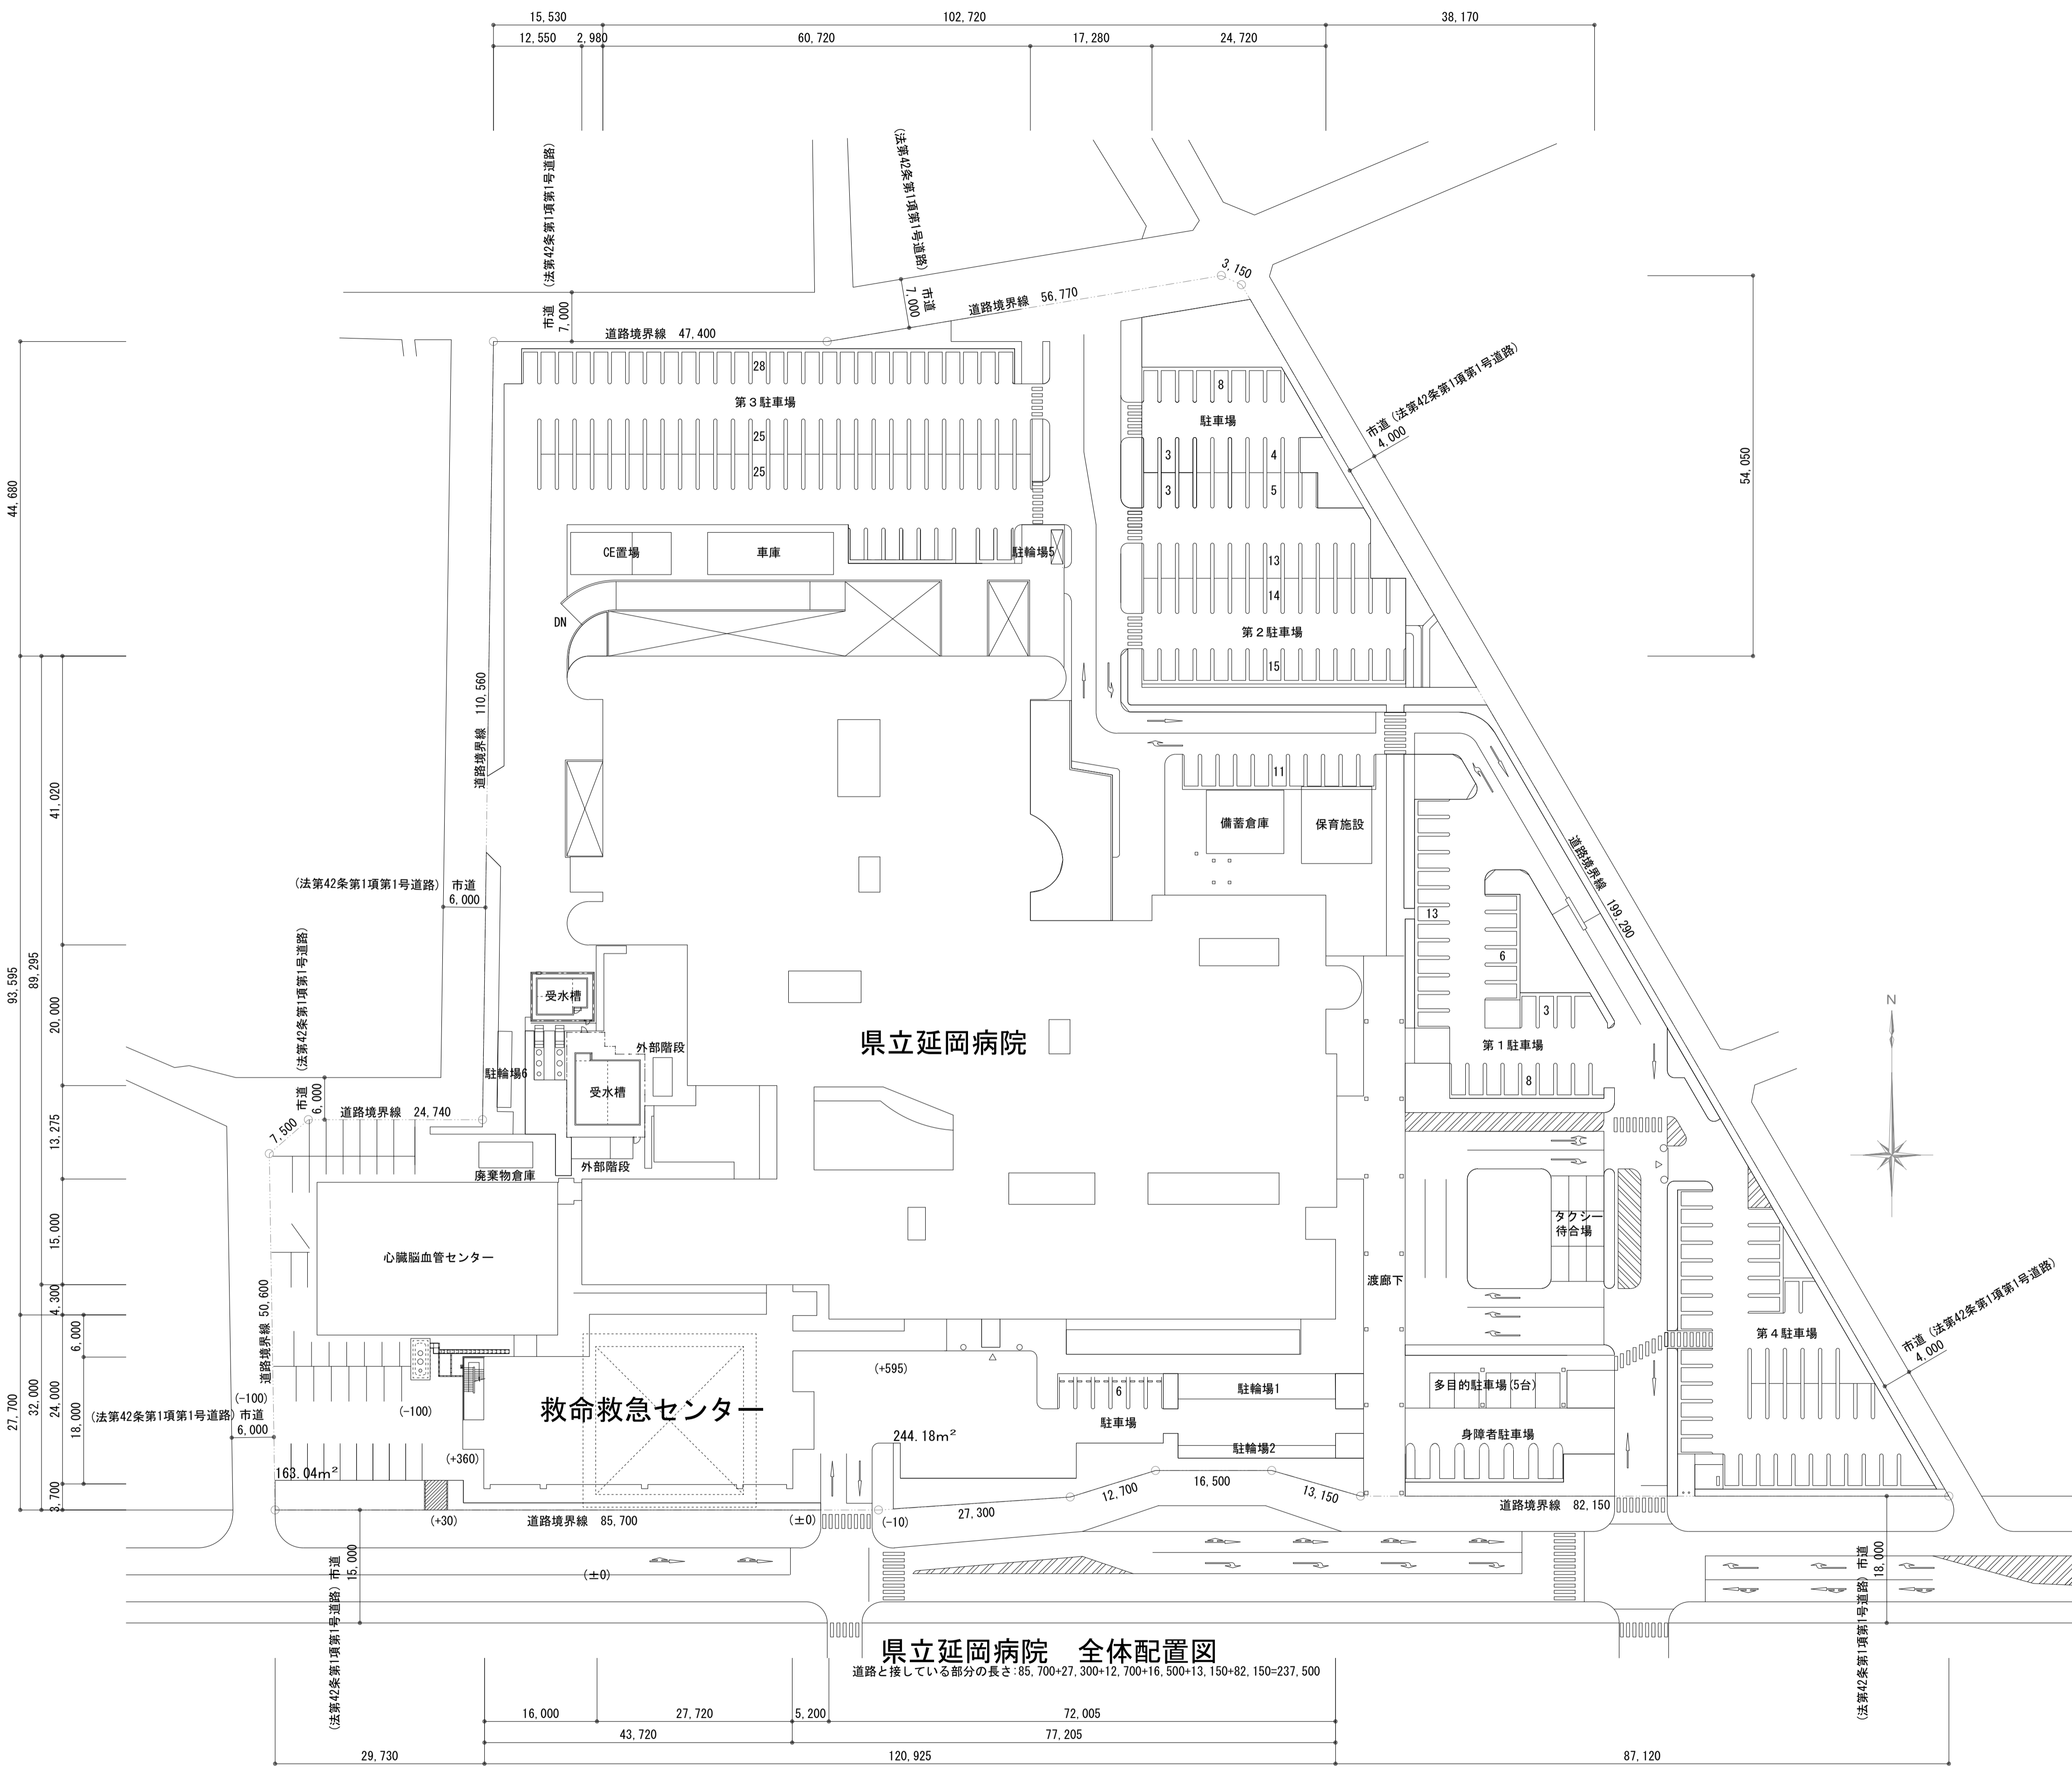 15,530
102,720
38,170
12,550
2,980
60,720
17,280
24,720
(法第42条第1項第1号道路)
市道
7,000
(法第42条第1項第1号道路)
市道
7,000
3,150
道路境界線 56,770
道路境界線 47,400
28
第3駐車場
25
25
8
駐車場
3
4
3
5
市道 (法第42条第1項第1号道路)
4,000
54,050
44,680
CE置場
車庫
駐輪場5
13
14
第2駐車場
15
DN
道路境界線 110,560
11
備蓄倉庫
保育施設
道路境界線 199,290
41,020
(法第42条第1項第1号道路) 市道
6,000
13
6
3
93,595
89,295
20,000
(法第42条第1項第1号道路)
市道
6,000
受水槽
外部階段
駐輪場6
受水槽
県立延岡病院
第1駐車場
8
N
道路境界線 24,740
7,500
13,275
廃棄物倉庫
外部階段
15,000
心臓脳血管センター
タクシー
待合場
渡廊下
4,300
道路境界線 50,600
第4駐車場
市道 (法第42条第1項第1号道路)
4,000
6,000
27,700
32,000
24,000
18,000
3,700
(-100)
(法第42条第1項第1号道路) 市道
6,000
(-100)
救命救急センター
(+595)
6
駐車場
駐輪場1
駐輪場2
多目的駐車場(5台)
身障者駐車場
244.18m²
(+360)
163.04m²
(+30)
道路境界線 85,700
(±0)
(-10)
27,300
12,700
16,500
13,150
道路境界線 82,150
(±0)
(法第42条第1項第1号道路) 市道
15,000
(法第42条第1項第1号道路) 市道
18,000
県立延岡病院 全体配置図
道路と接している部分の長さ:85,700+27,300+12,700+16,500+13,150+82,150=237,500
16,000
27,720
5,200
72,005
43,720
77,205
29,730
120,925
87,120